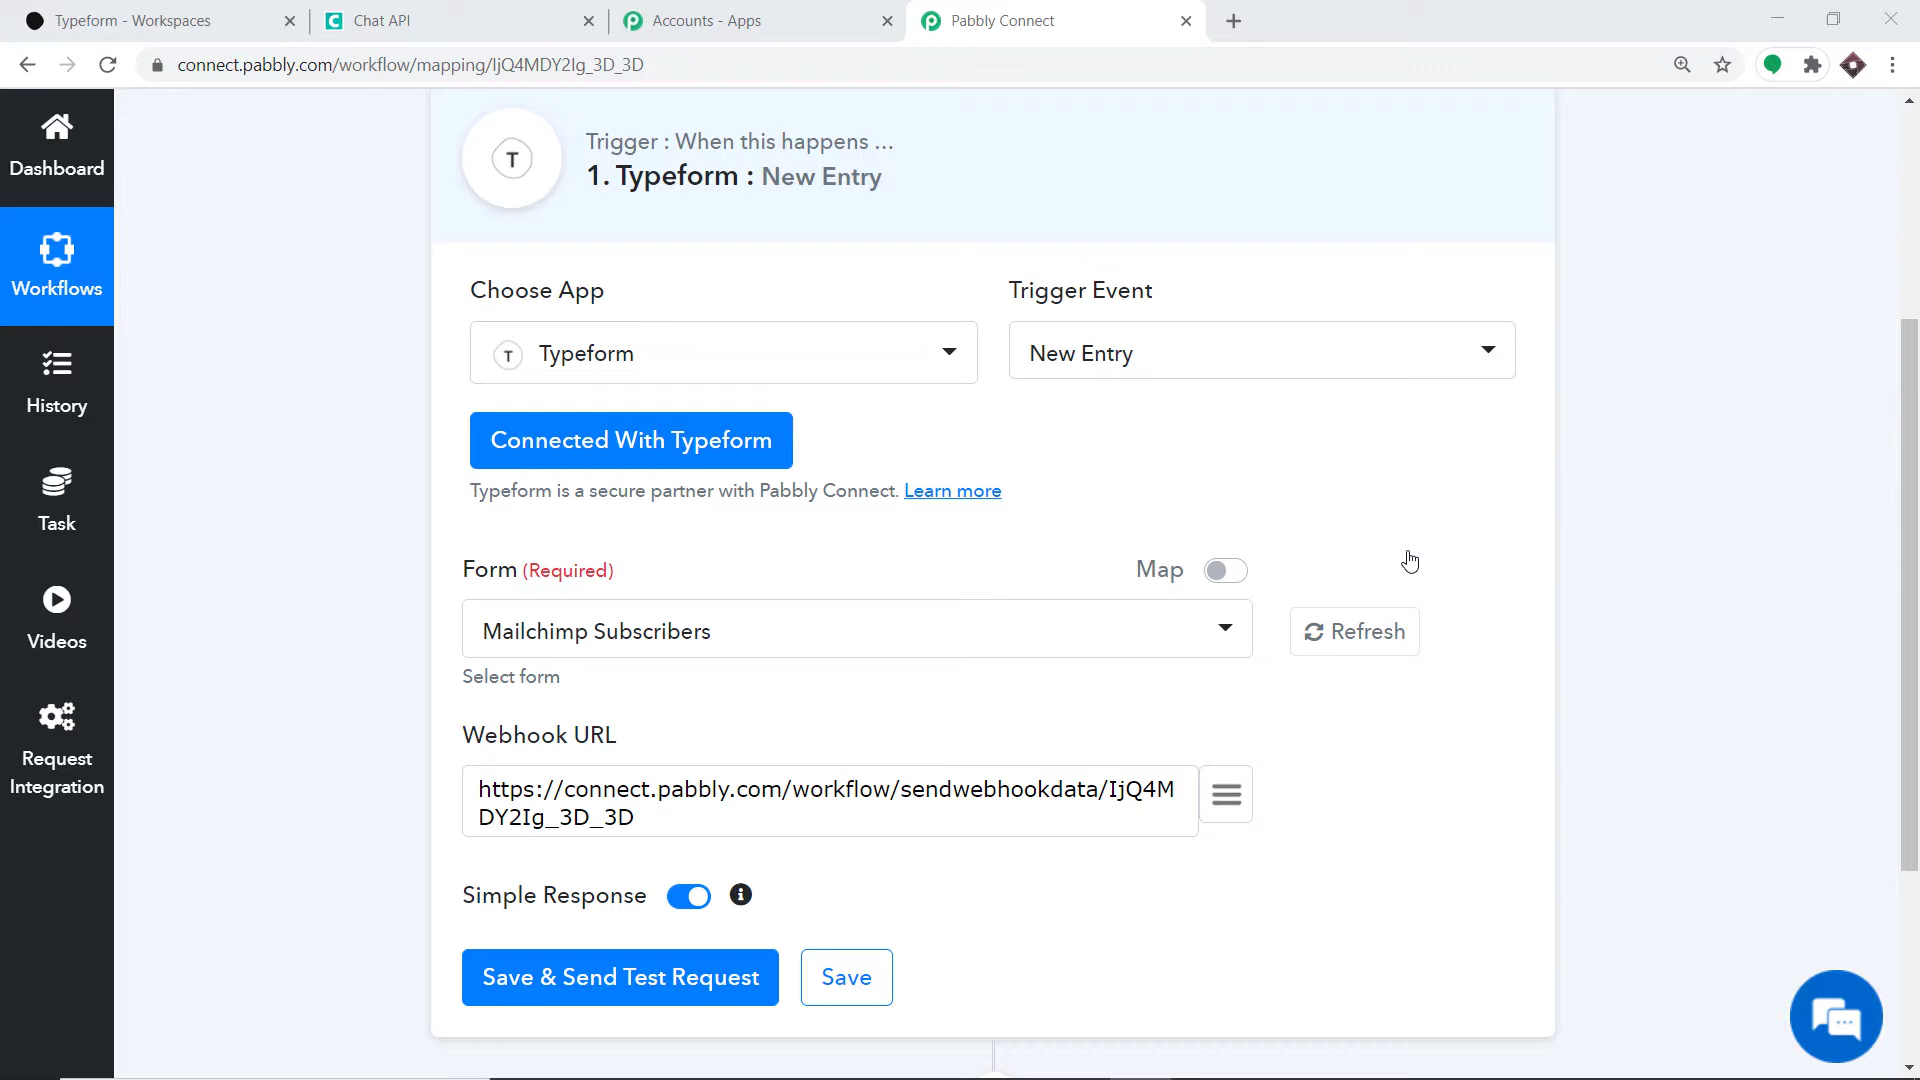 Typeform - Workspaces
Chat API
Accounts - Apps
Pabbly Connect
connect.pabbly.com/workflow/mapping/IjQ4MDY2Ig_3D_3D
Dashboard
Workflows
History
Task
Videos
Request
Integration
T
Trigger : When this happens ...
1. Typeform : New Entry
Choose App
Trigger Event
T Typeform
New Entry
Connected With Typeform
Typeform is a secure partner with Pabbly Connect. Learn more
Form (Required)
Map
Mailchimp Subscribers
Refresh
Select form
Webhook URL
https://connect.pabbly.com/workflow/sendwebhookdata/IjQ4M
DY2Ig_3D_3D
Simple Response
Save & Send Test Request
Save